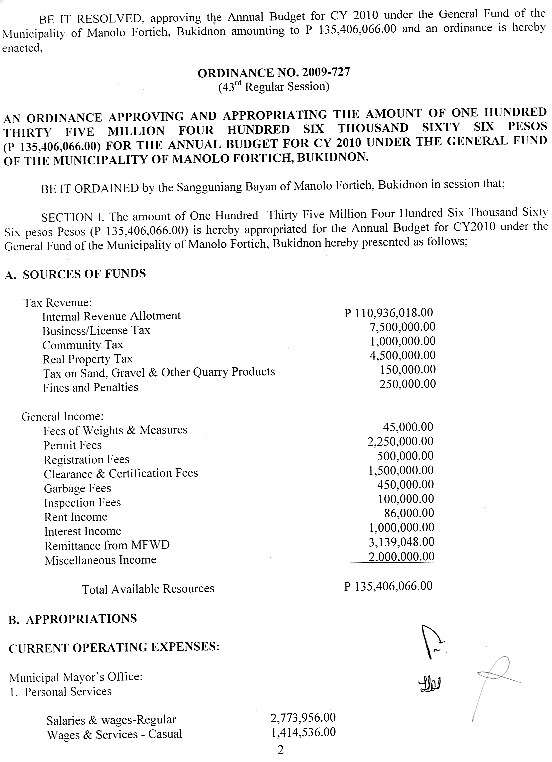 BE IT RESOLVED, approving the Annual Budget for CY 2010 under the General Fund of the
Municipality of Manolo Fortich, Bukidnon amounting to P 135,406,066.00 and an ordinance is hereby
enacted,
ORDINANCE NO. 2009-727
(43rd Regular Session)
AN ORDINANCE APPROVING AND APPROPRIATING THE AMOUNT OF ONE HUNDRED
THIRTY FIVE MILLION FOUR HUNDRED SIX THOUSAND SIXTY SIX PESOS
(P 135,406,066.00) FOR THE ANNUAL BUDGET FOR CY 2010 UNDER THE GENERAL FUND
OF THE MUNICIPALITY OF MANOLO FORTICH, BUKIDNON.
BE IT ORDAINED by the Sangguniang Bayan of Manolo Fortich, Bukidnon in session that;
SECTION 1. The amount of One Hundred Thirty Five Million Four Hundred Six Thousand Sixty
Six pesos Pesos (P 135,406,066.00) is hereby appropriated for the Annual Budget for CY2010 under the
General Fund of the Municipality of Manolo Fortich, Bukidnon hereby presented as follows;
A. SOURCES OF FUNDS
Tax Revenue:
Internal Revenue Allotment P 110,936,018.00
Business/License Tax 7,500,000.00
Community Tax 1,000,000.00
Real Property Tax 4,500,000.00
Tax on Sand, Gravel & Other Quarry Products 150,000.00
Fines and Penalties 250,000.00
General Income:
Fees of Weights & Measures 45,000.00
Permit Fees 2,250,000.00
Registration Fees 500,000.00
Clearance & Certification Fees 1,500,000.00
Garbage Fees 450,000.00
Inspection Fees 100,000.00
Rent Income 86,000.00
Interest Income 1,000,000.00
Remittance from MFWD 3,139,048.00
Miscellaneous Income 2,000,000.00
Total Available Resources P 135,406,066.00
B. APPROPRIATIONS
CURRENT OPERATING EXPENSES:
Municipal Mayor's Office:
1. Personal Services
Salaries & wages-Regular 2,773,956.00
Wages & Services - Casual 1,414,536.00
2